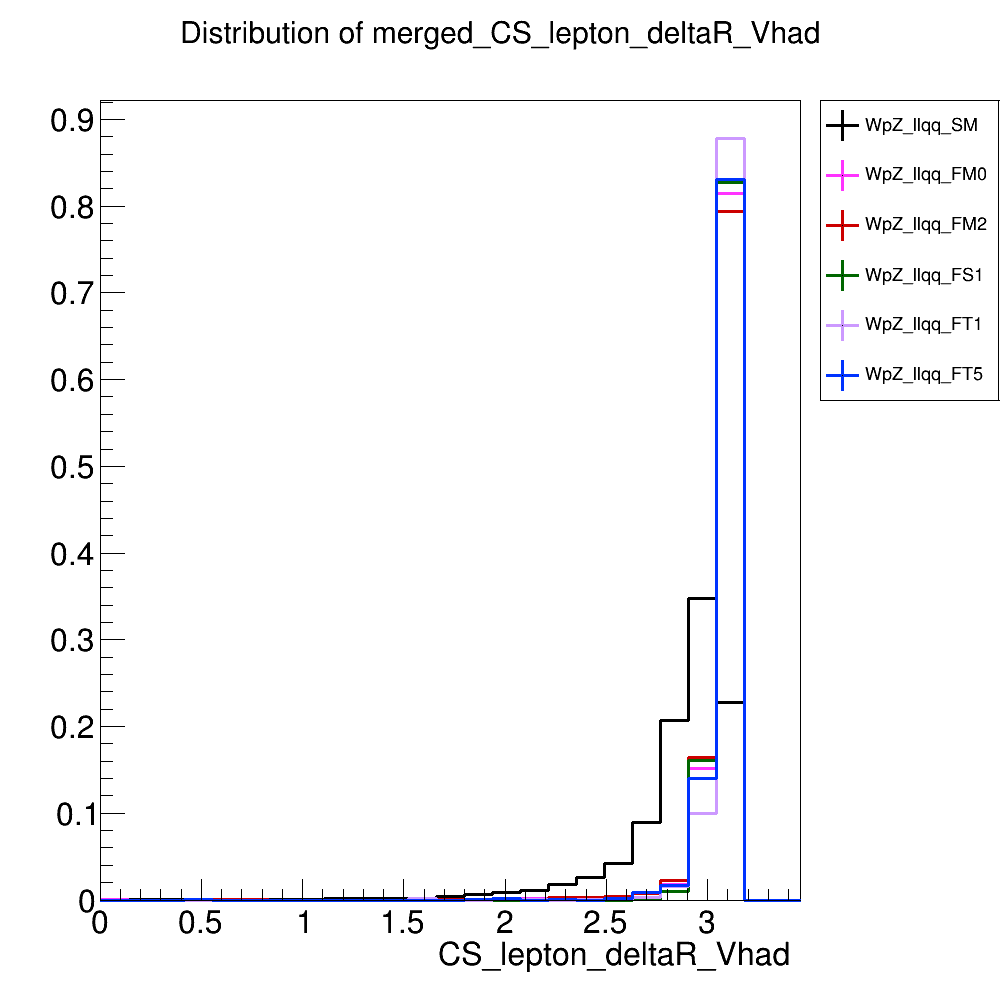 Distribution of merged_CS_lepton_deltaR_Vhad
WpZ_llqq_SM
WpZ_llqq_FM0
WpZ_llqq_FM2
WpZ_llqq_FS1
WpZ_llqq_FT1
WpZ_llqq_FT5
0.9
0.8
0.7
0.6
0.5
0.4
0.3
0.2
0.1
0
0 0.5 1 1.5 2 2.5 3
CS_lepton_deltaR_Vhad